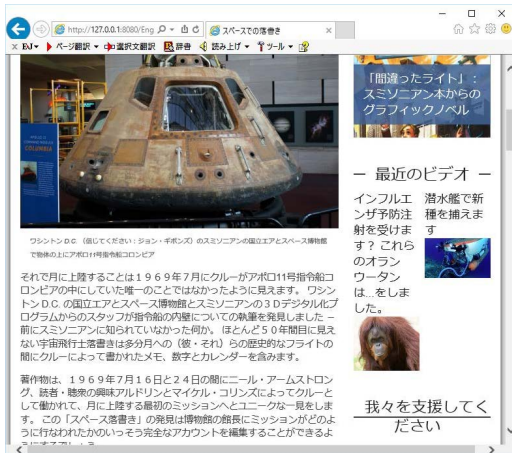 http://127.0.0.1:8080/Eng
スペースでの落書き
EJ
ページ翻訳
選択文翻訳
辞書
読み上げ
ツール
COLUMBIA
ワシントン D.C. （信じてください：ジョン・ギボンズ）のスミソニアンの国立エアとスペース博物館
で物体の上にアポロ11号指令船コロンビア
それで月に上陸することは１９６９年７月にクルーがアポロ11号指令船コ
ロンビアの中にしていた唯一のことではなかったように見えます。 ワシン
トン D.C. の国立エアとスペース博物館とスミソニアンの３Ｄデジタル化プ
ログラムからのスタッフが指令船の内壁についての執筆を発見しました －
前にスミソニアンに知られていなかった何か。 ほとんど５０年間目に見え
ない宇宙飛行士落書きは多分月への（彼・それ）らの歴史的なフライトの
間にクルーによって書かれたメモ、数字とカレンダーを含みます。
著作物は、１９６９年７月１６日と２４日の間にニール・アームストロン
グ、読者・聴衆の興味アルドリンとマイケル・コリンズによってクルーと
して働かれて、月に上陸する最初のミッションへとユニークな一見をしま
す。 この「スペース落書き」の発見は博物館の館長にミッションがどのよ
うに行なわれたかのいっそう完全なアカウントを編集することができるよ
「間違ったライト」：
スミソニアン本からの
グラフィックノベル
－ 最近のビデオ －
インフルエ
ンザ予防注
射を受けま
す？ これら
のオラン
ウータン
は…をしま
した。
潜水艦で新
種を捕えま
す
我々を支援してく
ださい